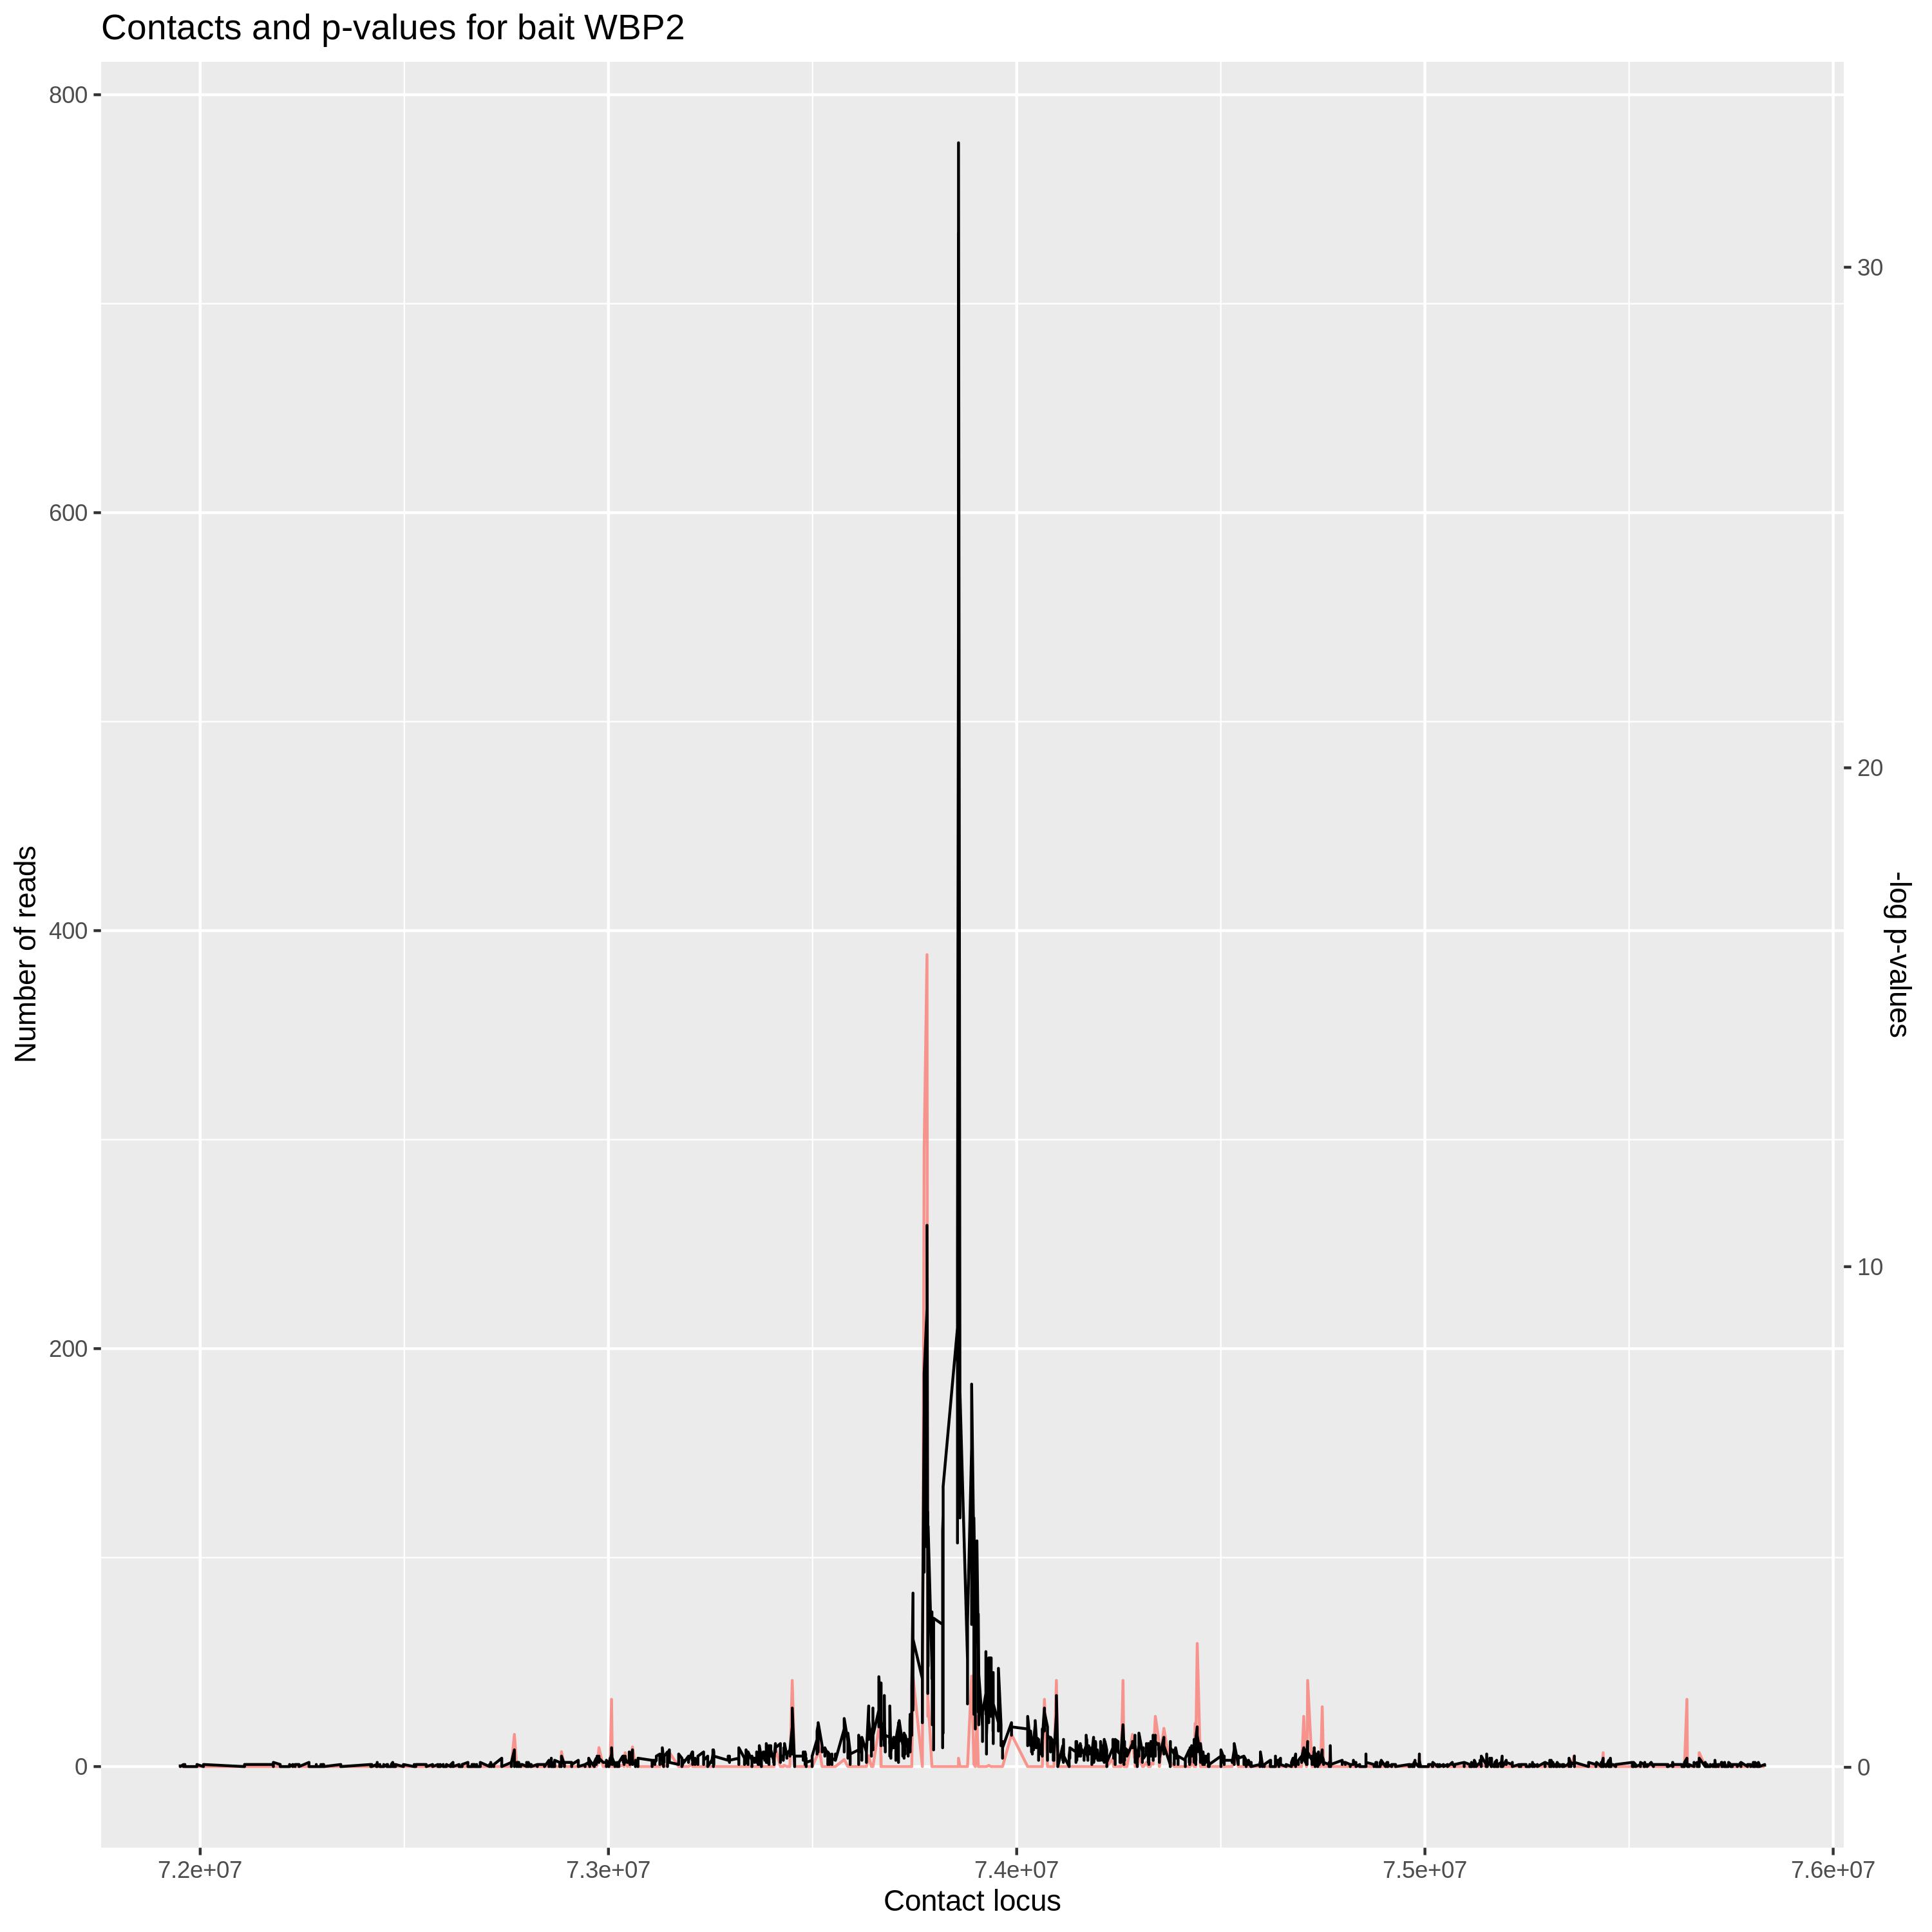 Contacts and p-values for bait WBP2
800
600
400
200
0
Number of reads
30
20
10
0
-log p-values
7.2e+07
7.3e+07
7.4e+07
7.5e+07
7.6e+07
Contact locus